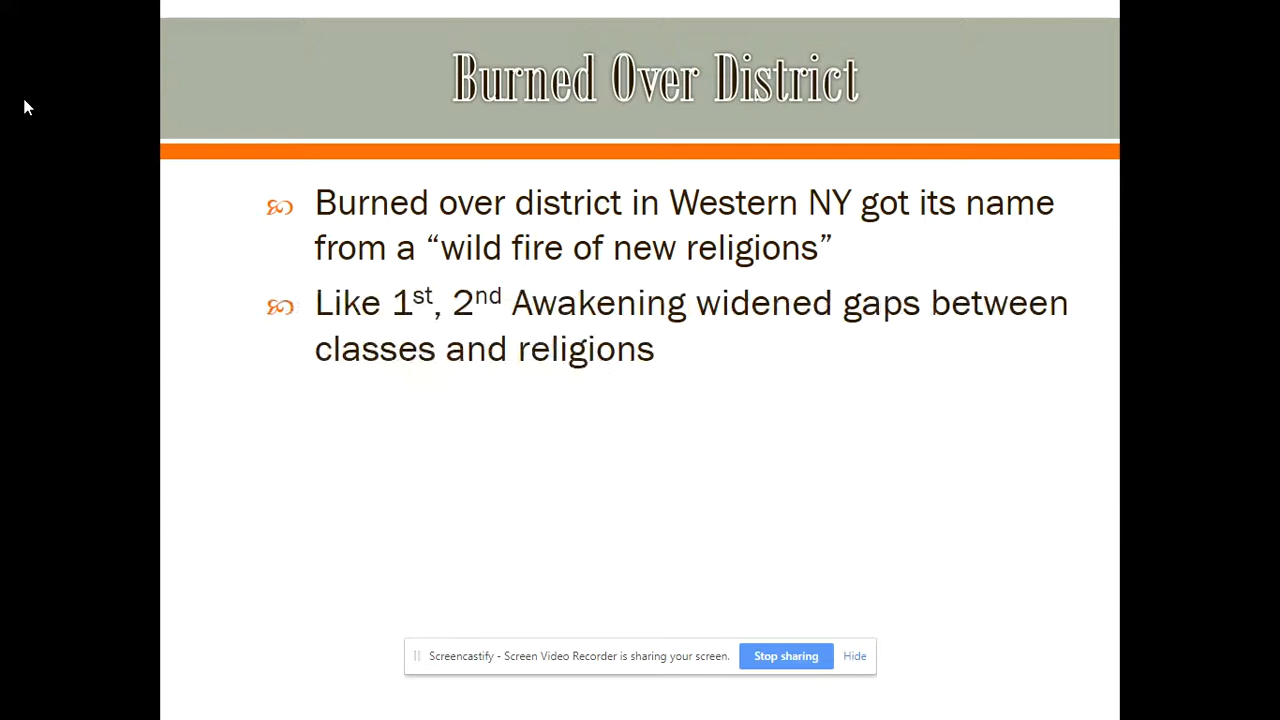 Burned Over District
Burned over district in Western NY got its name
from a “wild fire of new religions”
Like 1st, 2nd Awakening widened gaps between
classes and religions
Screencastify - Screen Video Recorder is sharing your screen. Stop sharing Hide